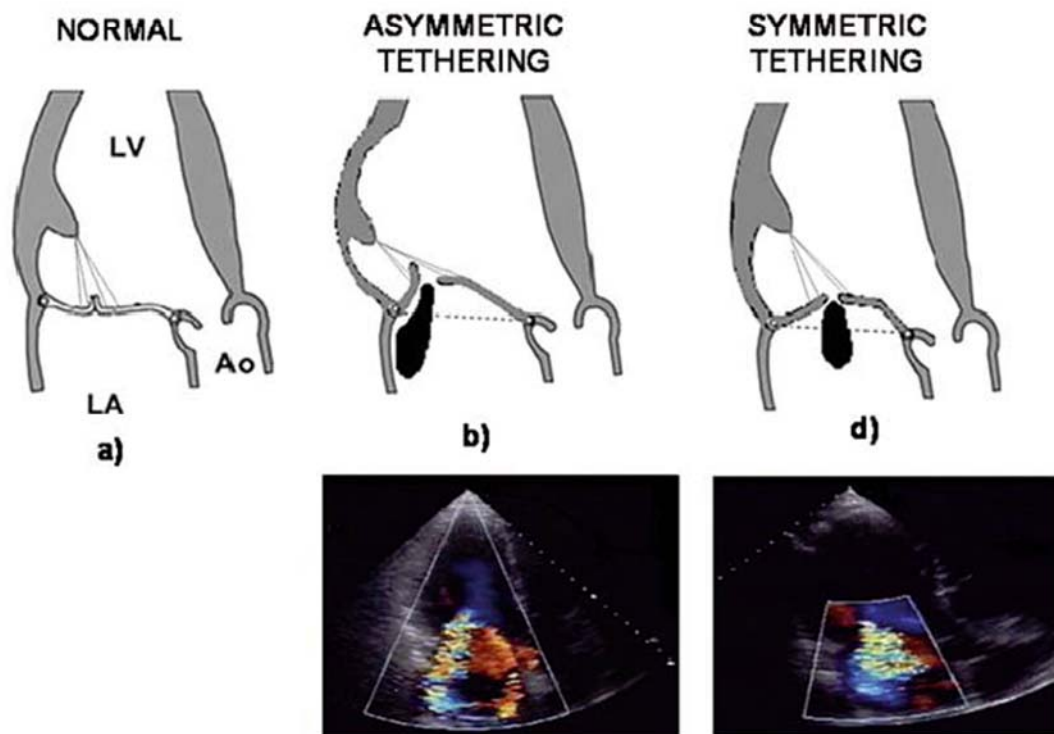 NORMAL
ASYMMETRIC
TETHERING
SYMMETRIC
TETHERING
LV
Ao
LA
a)
b)
d)